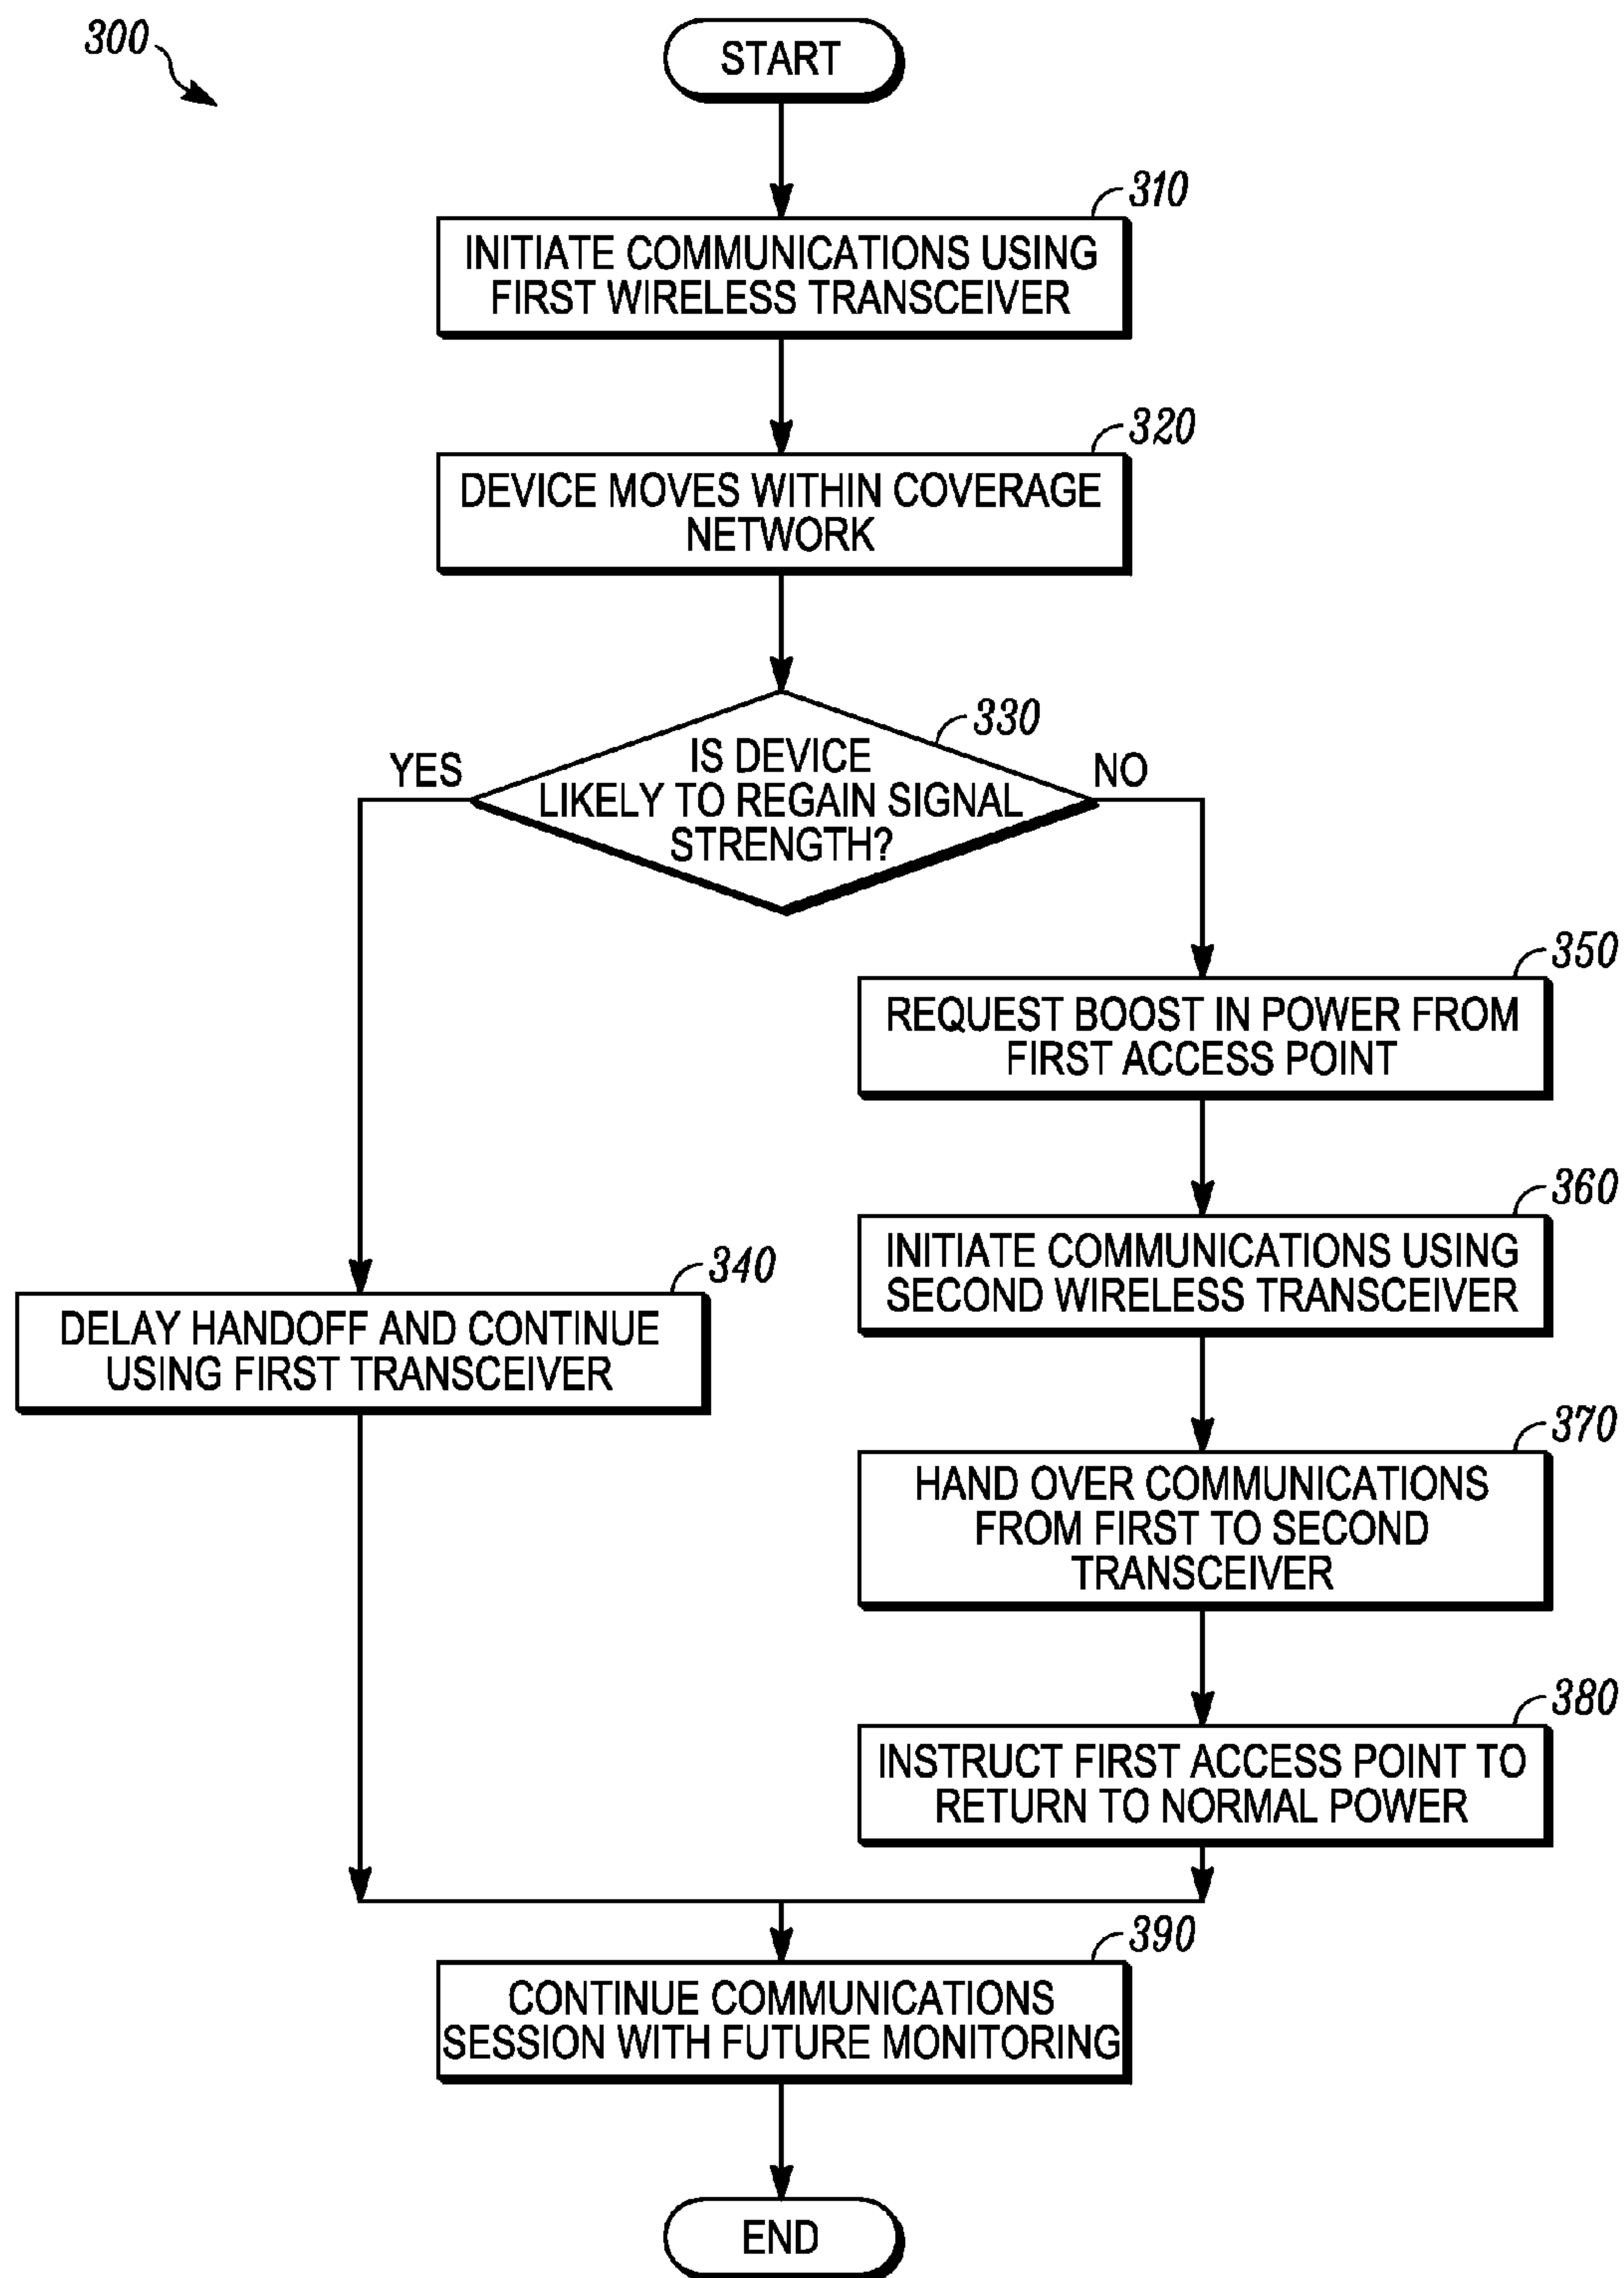 300
START
310
INITIATE COMMUNICATIONS USING
FIRST WIRELESS TRANSCEIVER
320
DEVICE MOVES WITHIN COVERAGE
NETWORK
330
IS DEVICE
LIKELY TO REGAIN SIGNAL
STRENGTH?
YES
NO
350
REQUEST BOOST IN POWER FROM
FIRST ACCESS POINT
360
INITIATE COMMUNICATIONS USING
SECOND WIRELESS TRANSCEIVER
340
DELAY HANDOFF AND CONTINUE
USING FIRST TRANSCEIVER
370
HAND OVER COMMUNICATIONS
FROM FIRST TO SECOND
TRANSCEIVER
380
INSTRUCT FIRST ACCESS POINT TO
RETURN TO NORMAL POWER
390
CONTINUE COMMUNICATIONS
SESSION WITH FUTURE MONITORING
END